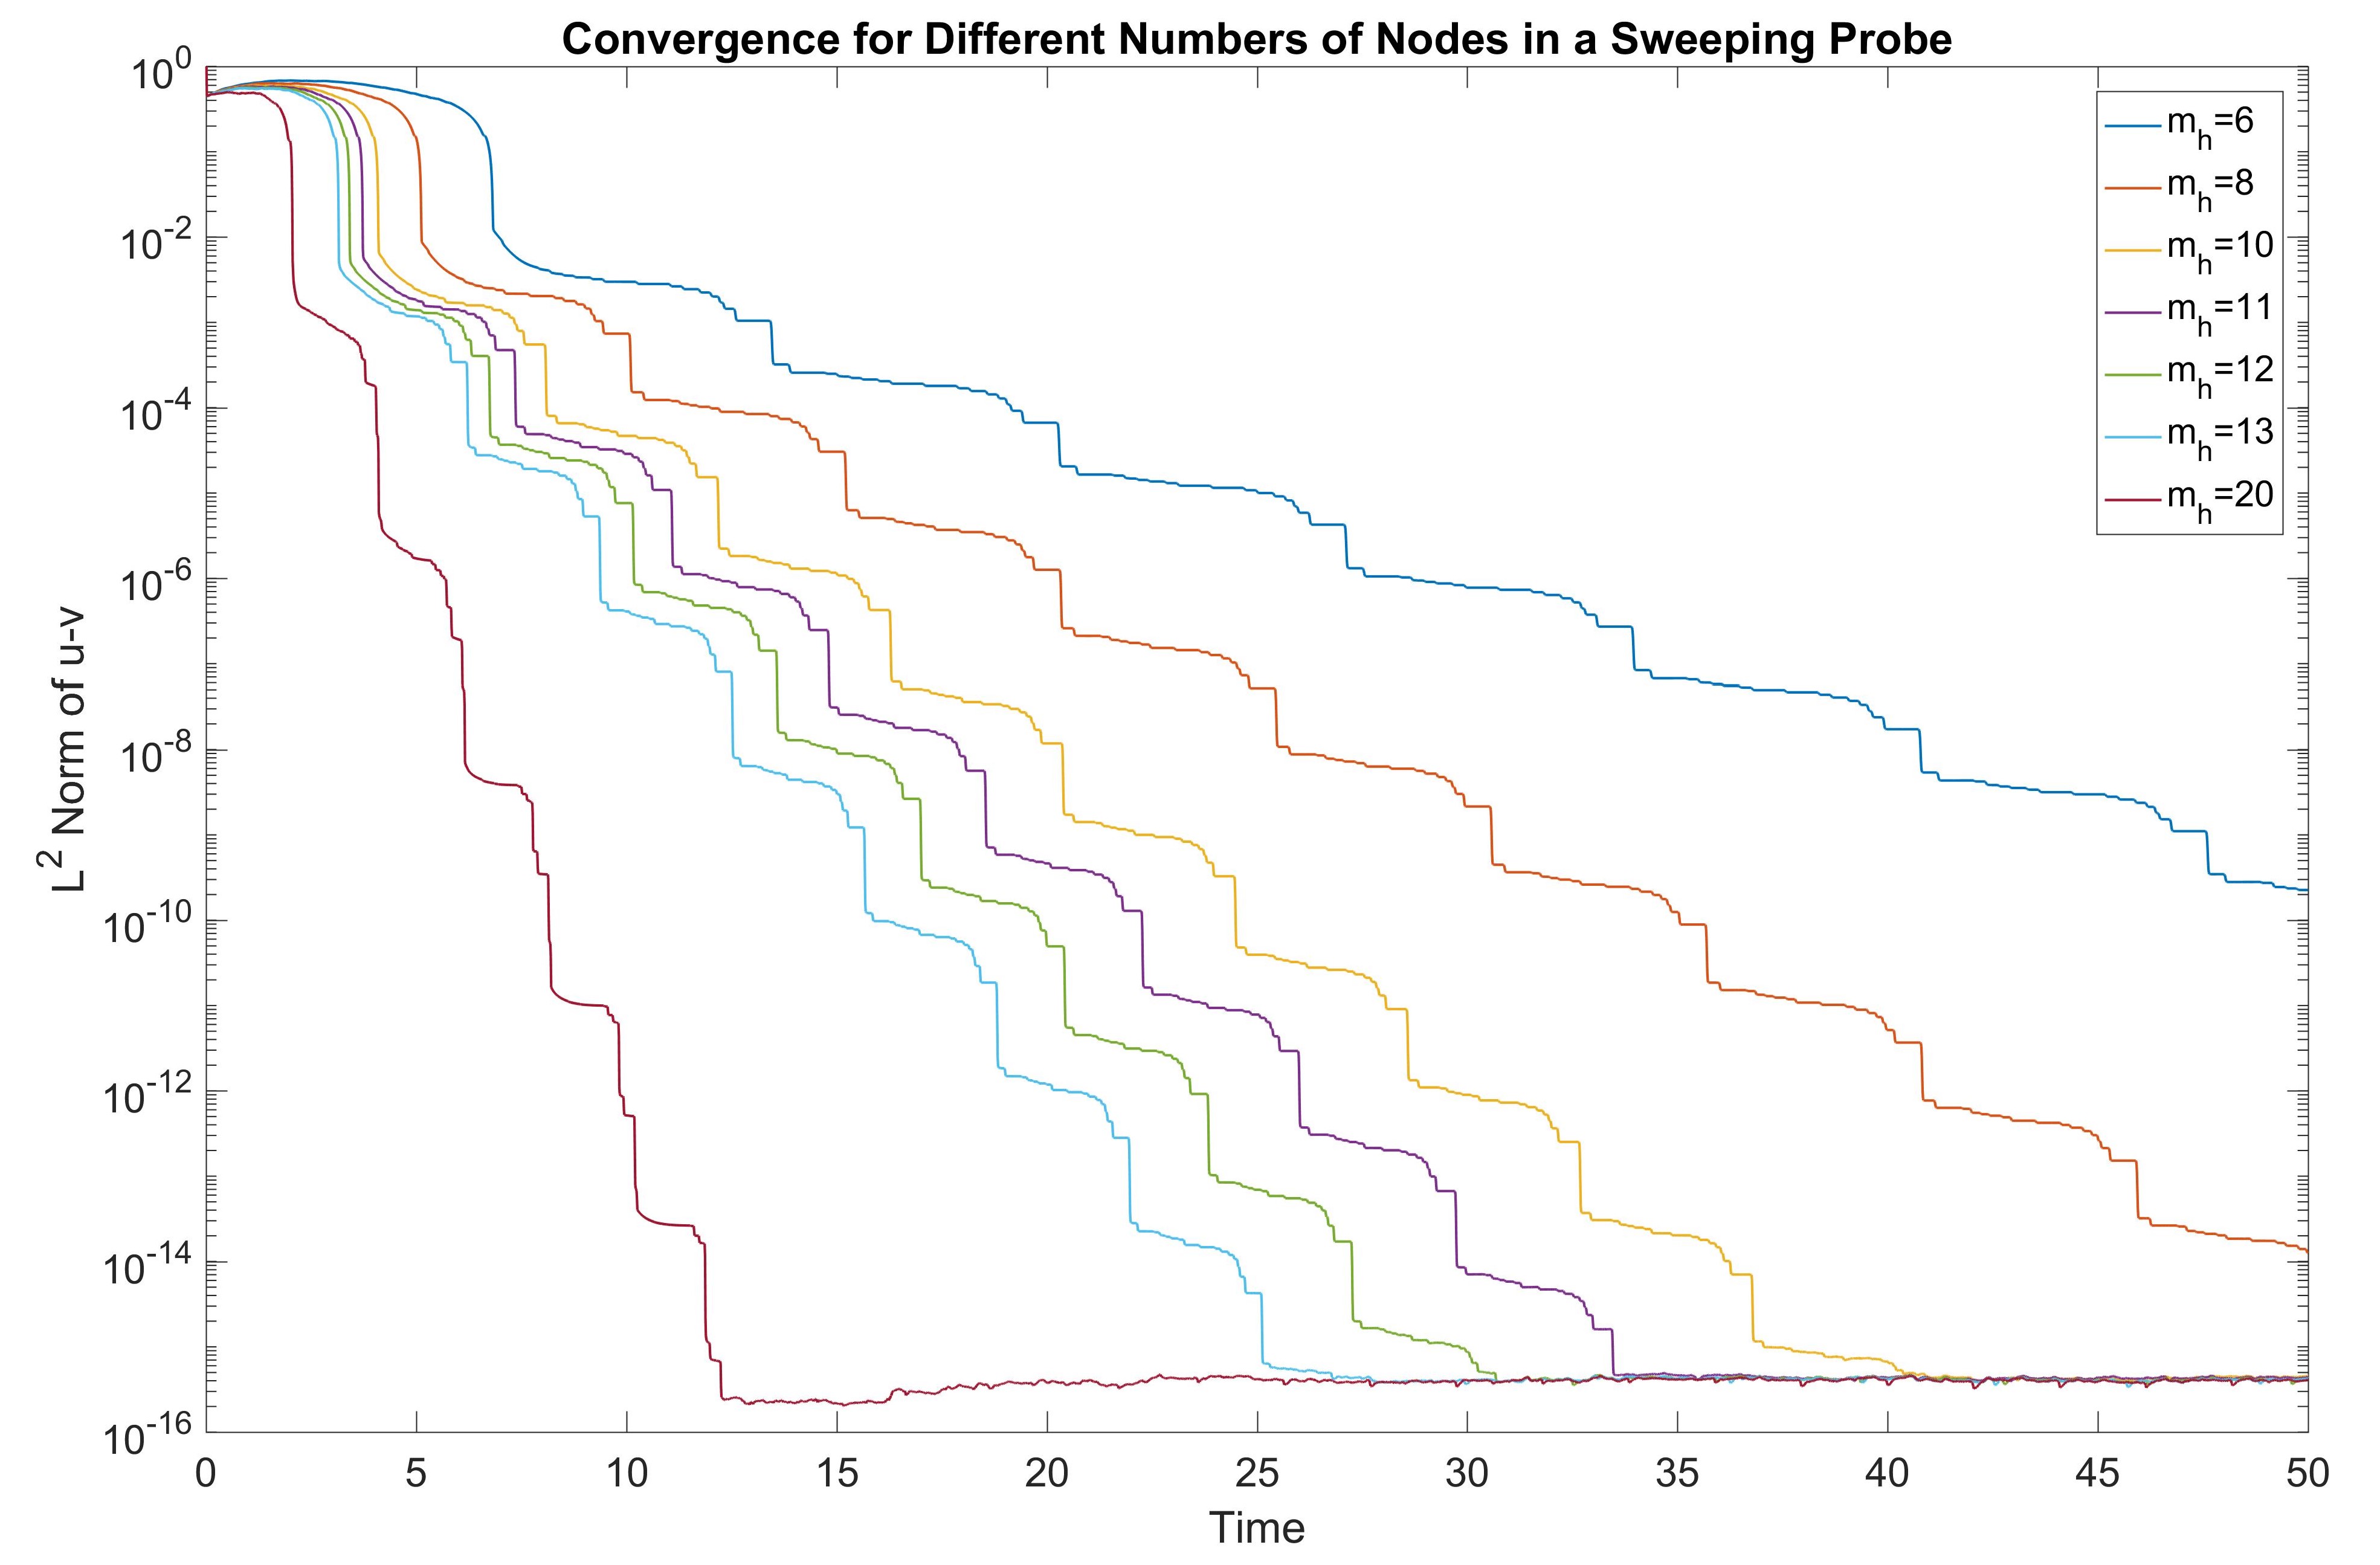 Convergence for Different Numbers of Nodes in a Sweeping Probe
10^0
10^-2
10^-4
10^-6
10^-8
10^-10
10^-12
10^-14
10^-16
L^2 Norm of u-v
m_h=6
m_h=8
m_h=10
m_h=11
m_h=12
m_h=13
m_h=20
0 5 10 15 20 25 30 35 40 45 50
Time